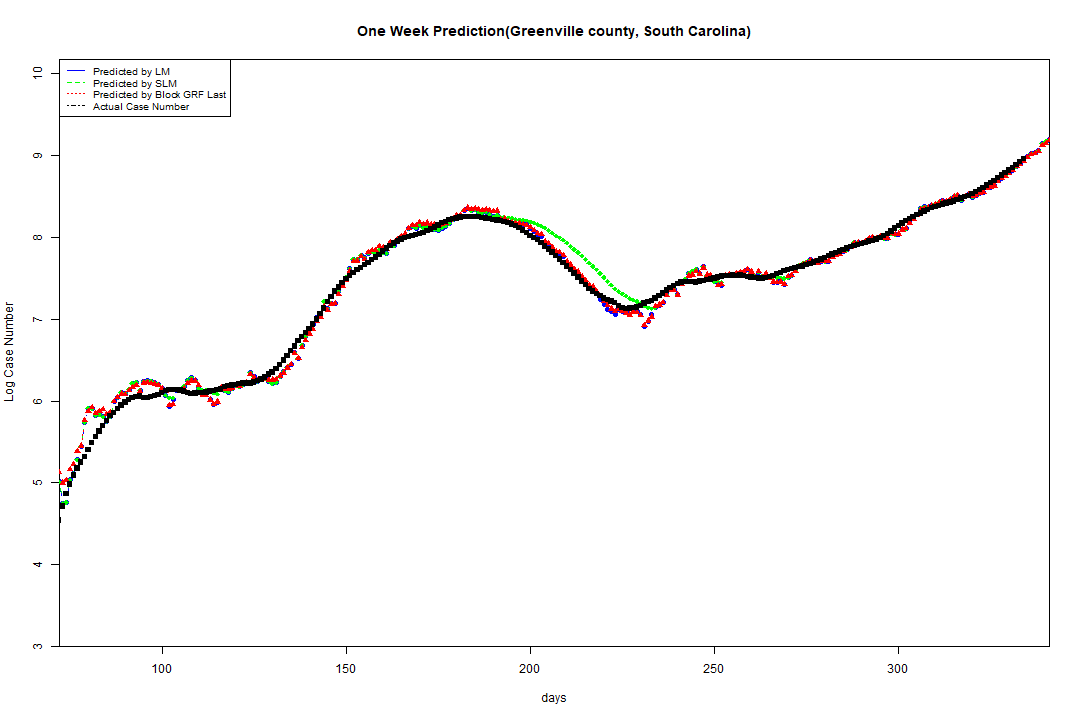 One Week Prediction(Greenville county, South Carolina)
Predicted by LM
Predicted by SLM
Predicted by Block GRF Last
Actual Case Number
10
9
8
7
6
5
4
3
Log Case Number
100 150 200 250 300
days